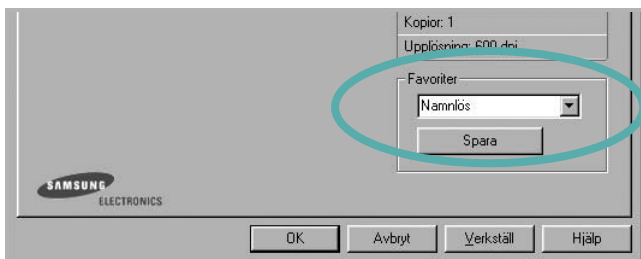 Kopior: 1
Upplösning: 600 dpi
Favoriter
Namnlös
Spara
SAMSUNG
ELECTRONICS
OK Avbryt Verkställ Hjälp